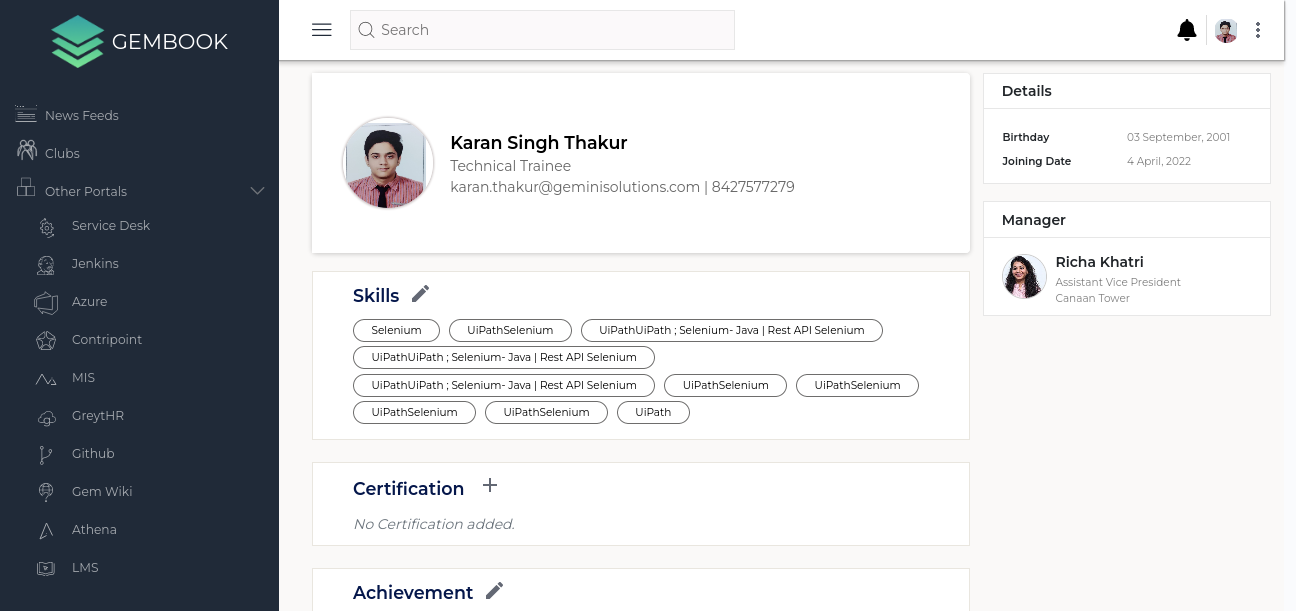 GEMBOOK
News Feeds
Clubs
Other Portals
Service Desk
Jenkins
Azure
Contripoint
MIS
GreytHR
Github
Gem Wiki
Athena
LMS
Search
Karan Singh Thakur
Technical Trainee
karan.thakur@geminisolutions.com | 8427577279
Skills
Selenium UiPathSelenium UiPathUiPath ; Selenium- Java | Rest API Selenium
UiPathUiPath ; Selenium- Java | Rest API Selenium
UiPathUiPath ; Selenium- Java | Rest API Selenium UiPathSelenium UiPathSelenium
UiPathSelenium UiPathSelenium UiPath
Certification
No Certification added.
Achievement
Details
Birthday 03 September, 2001
Joining Date 4 April, 2022
Manager
Richa Khatri
Assistant Vice President
Canaan Tower